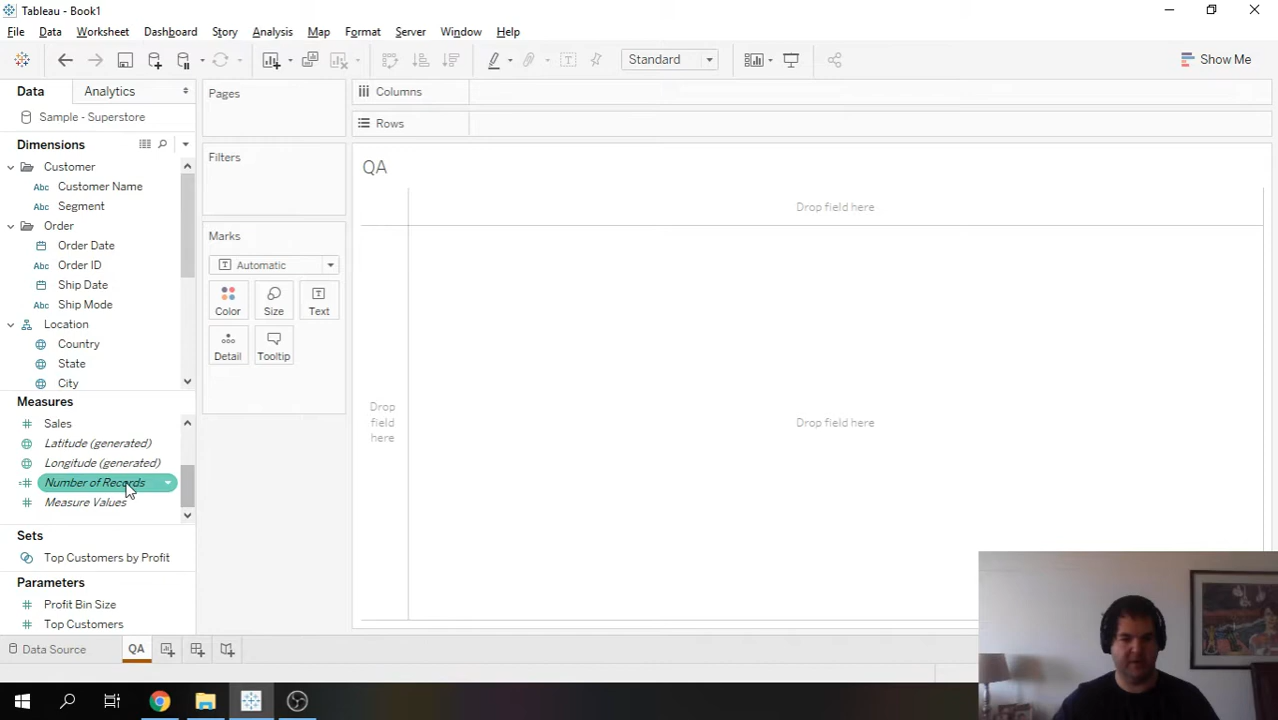 Tableau - Book1
File Data Worksheet Dashboard Story Analysis Map Format Server Window Help
Standard
Show Me
Data Analytics
Pages
Columns
Sample - Superstore
Rows
Dimensions
Filters
Customer
QA
Customer Name
Segment
Drop field here
Order
Marks
Order Date
Abc Order ID
Automatic
Ship Date
Abc Ship Mode
Color Size Text
Location
Country
Detail Tooltip
State
City
Measures
Drop
field
here
Drop field here
Sales
Latitude (generated)
Longitude (generated)
Number of Records
Measure Values
Sets
Top Customers by Profit
Parameters
Profit Bin Size
Top Customers
Data Source QA